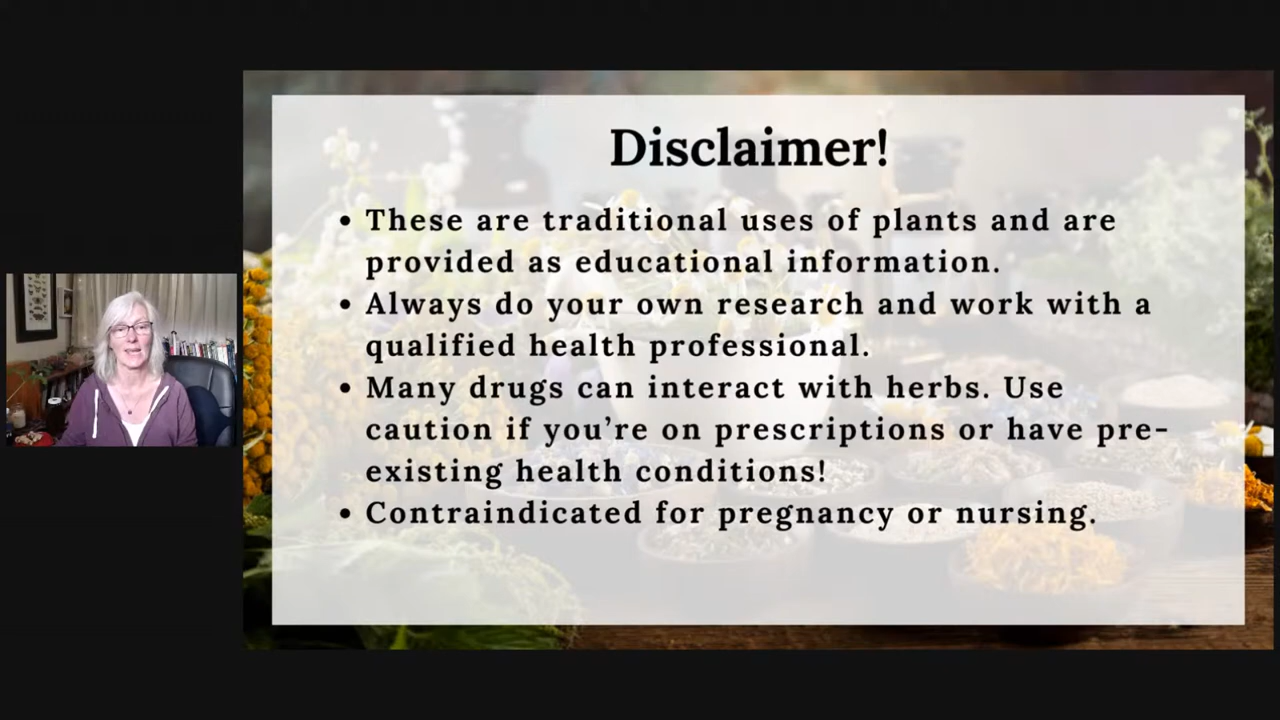 Disclaimer!
• These are traditional uses of plants and are
provided as educational information.
• Always do your own research and work with a
qualified health professional.
• Many drugs can interact with herbs. Use
caution if you’re on prescriptions or have pre-
existing health conditions!
• Contraindicated for pregnancy or nursing.